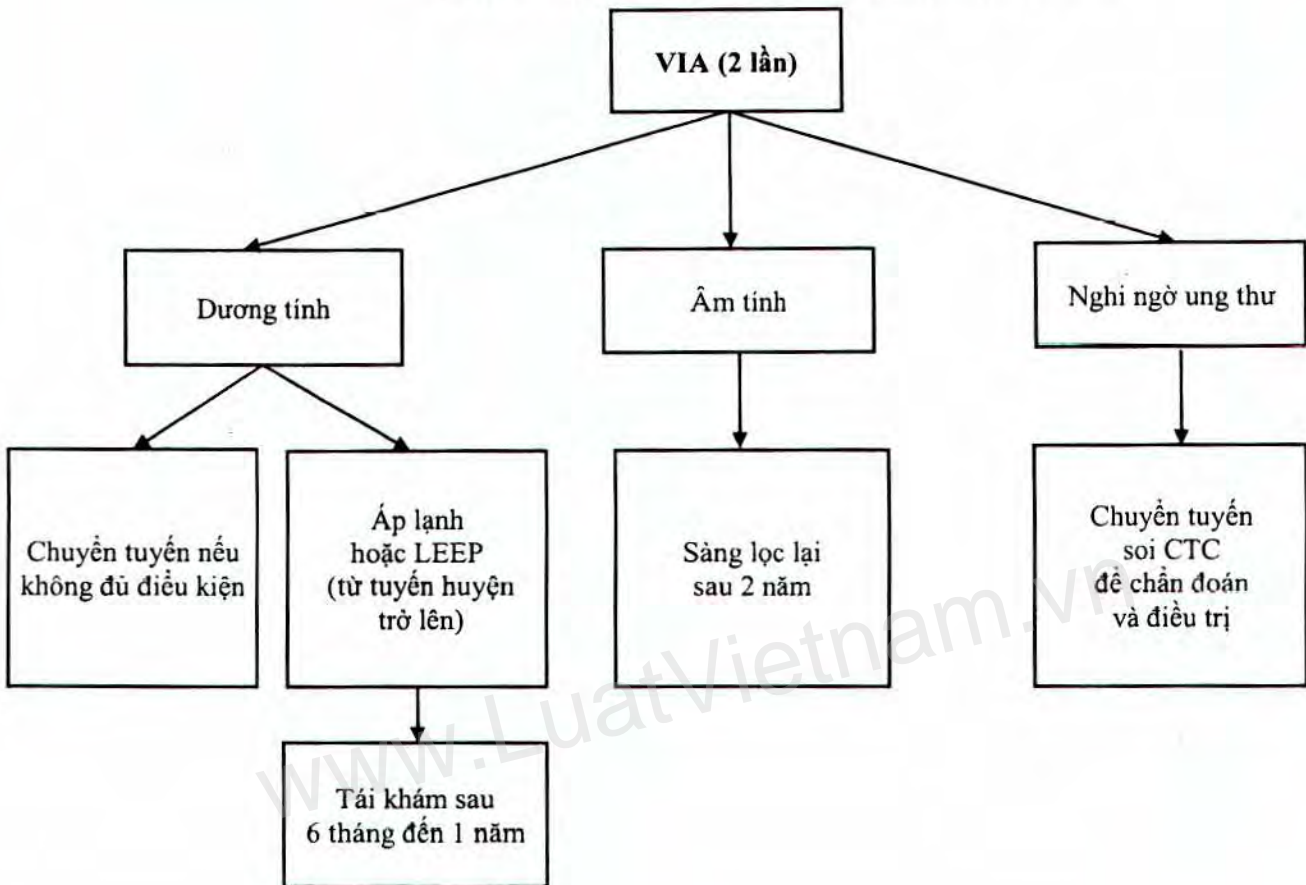 VIA (2 lần)
Dương tính
Âm tính
Nghi ngờ ung thư
Chuyển tuyến nếu
không đủ điều kiện
Áp lạnh
hoặc LEEP
(từ tuyến huyện
trở lên)
Sàng lọc lại
sau 2 năm
Chuyển tuyến
soi CTC
để chẩn đoán
và điều trị
Tái khám sau
6 tháng đến 1 năm
www.LuatVietnam.vn